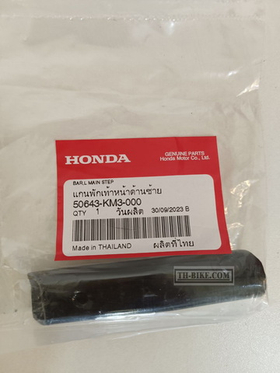 HONDA
GENUINE PARTS
Honda Motor Co., Ltd.
BAR,L MAIN STEP
แกนพักเท้าหน้าด้านซ้าย
50643-KM3-000
QTY 1 วันผลิต 30/09/2023 B
Made in THAILAND ผลิตที่ไทย
TH-BIKE.COM